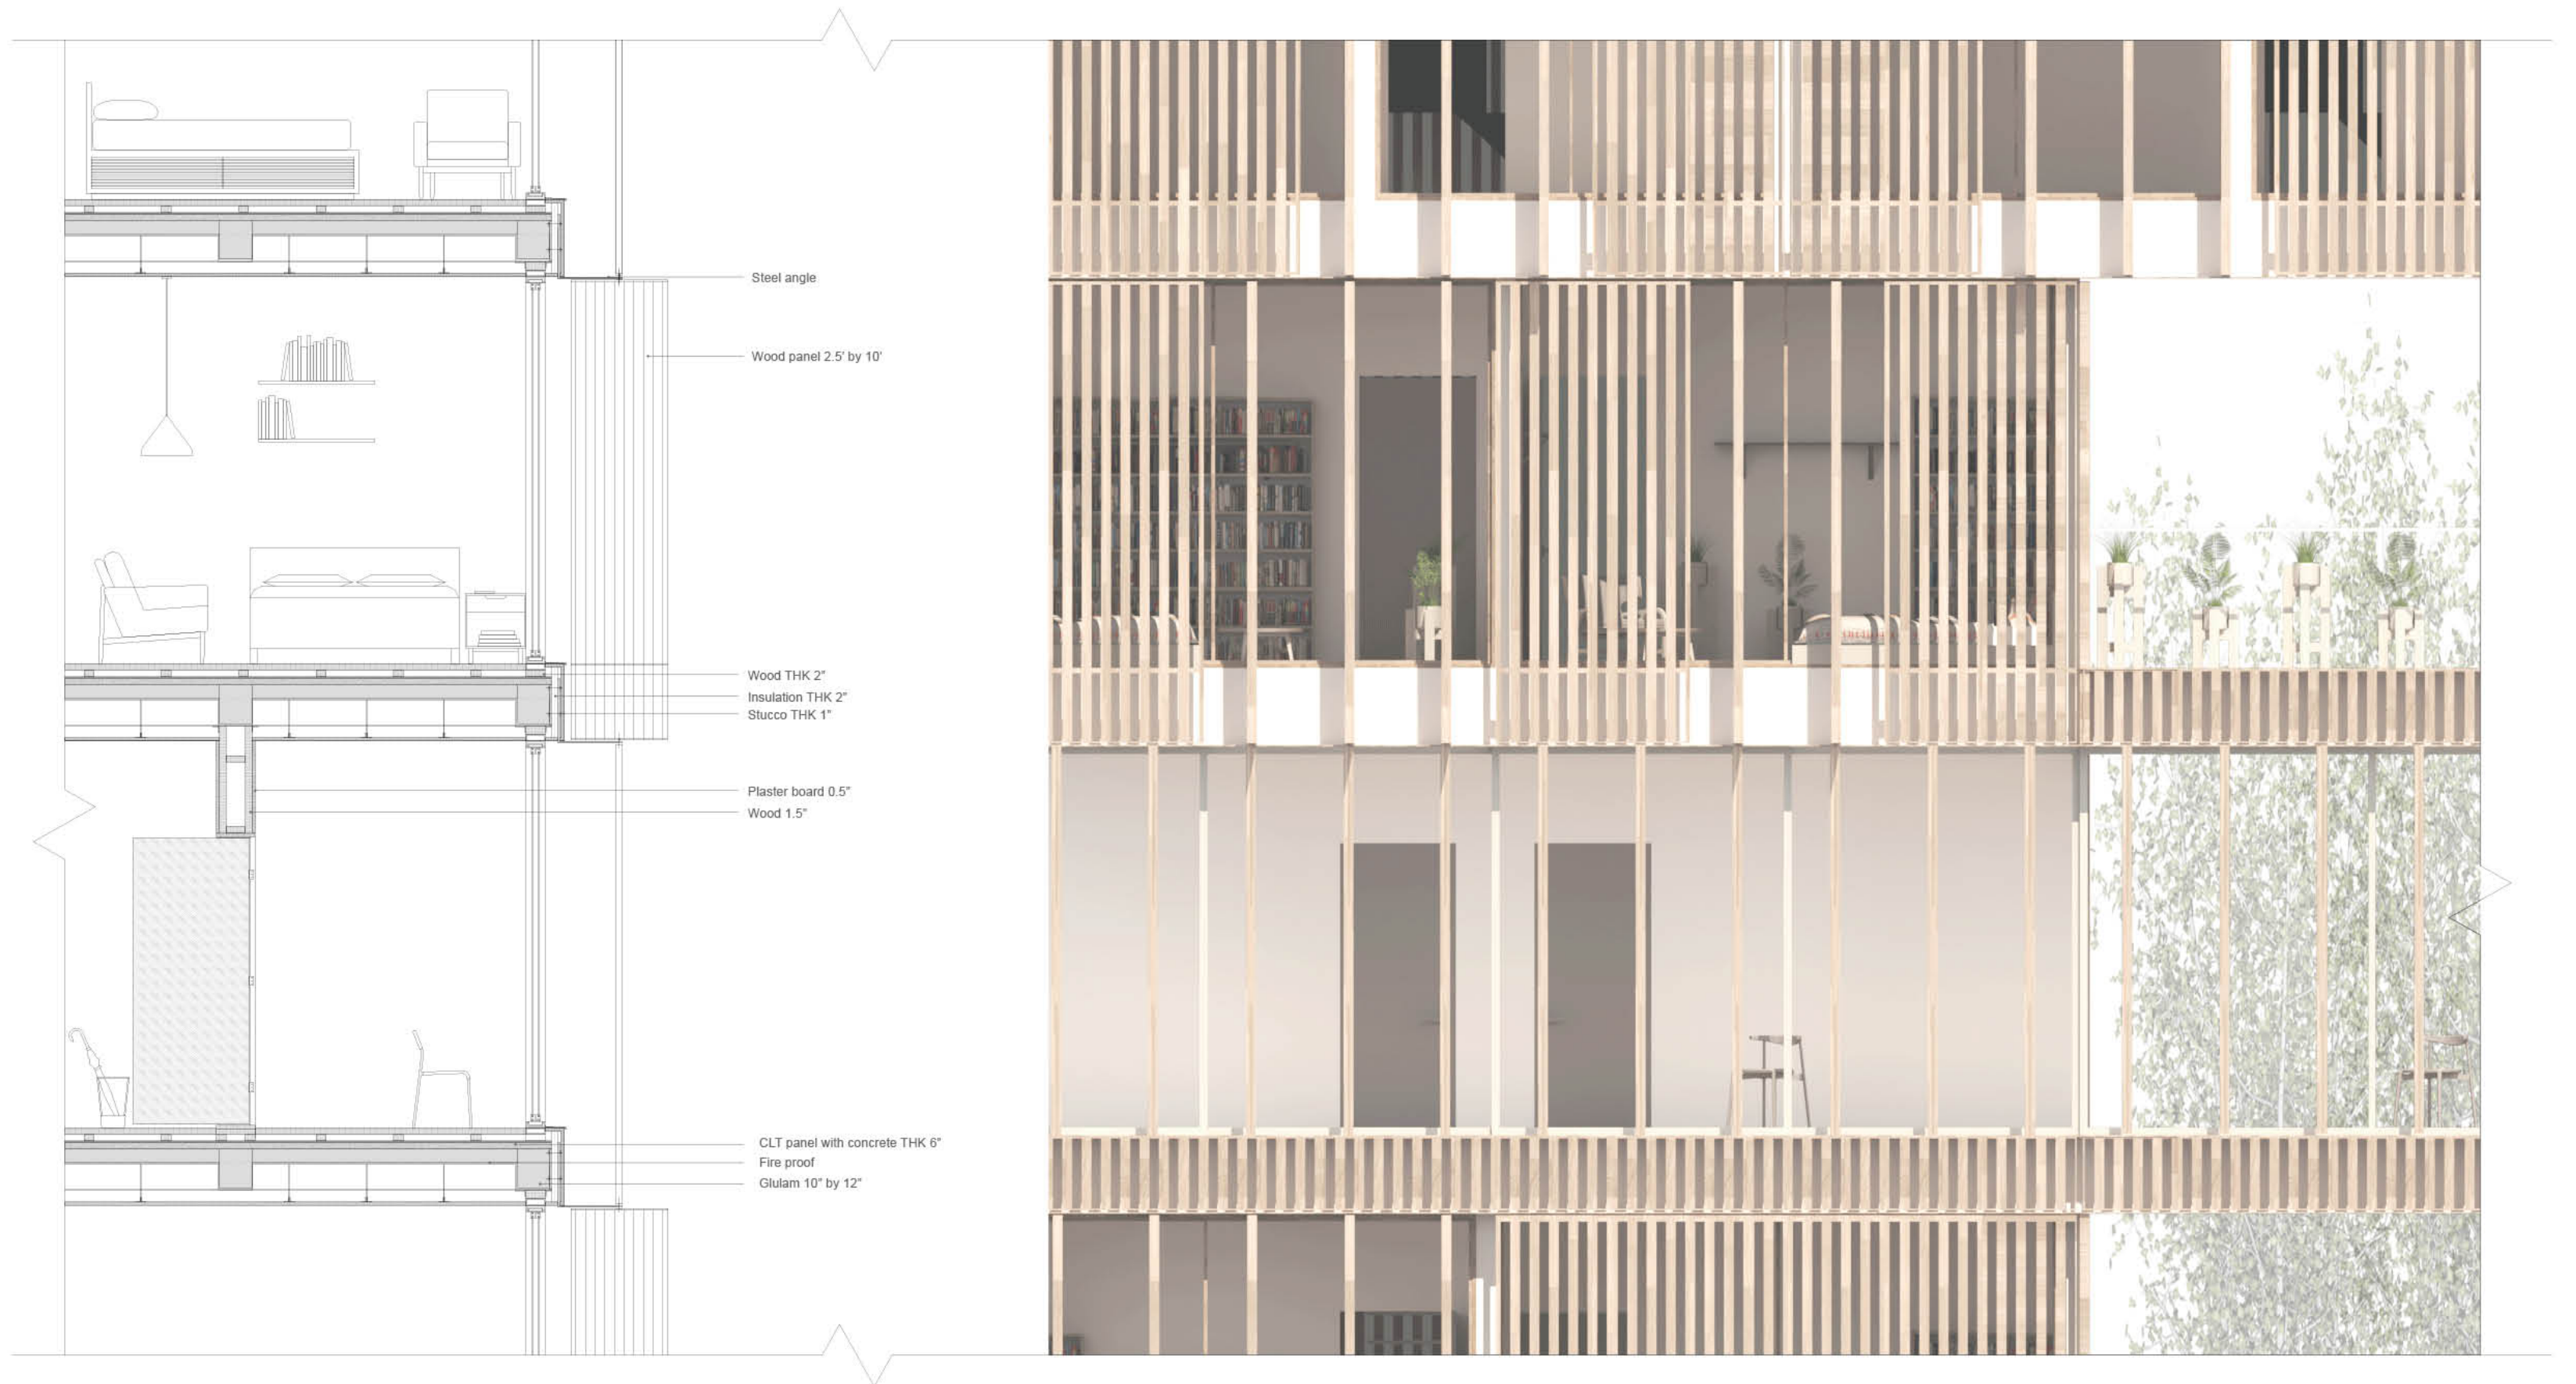 Steel angle
Wood panel 2.5' by 10'
Wood THK 2"
Insulation THK 2"
Stucco THK 1"
Plaster board 0.5"
Wood 1.5"
CLT panel with concrete THK 6"
Fire proof
Glulam 10" by 12"